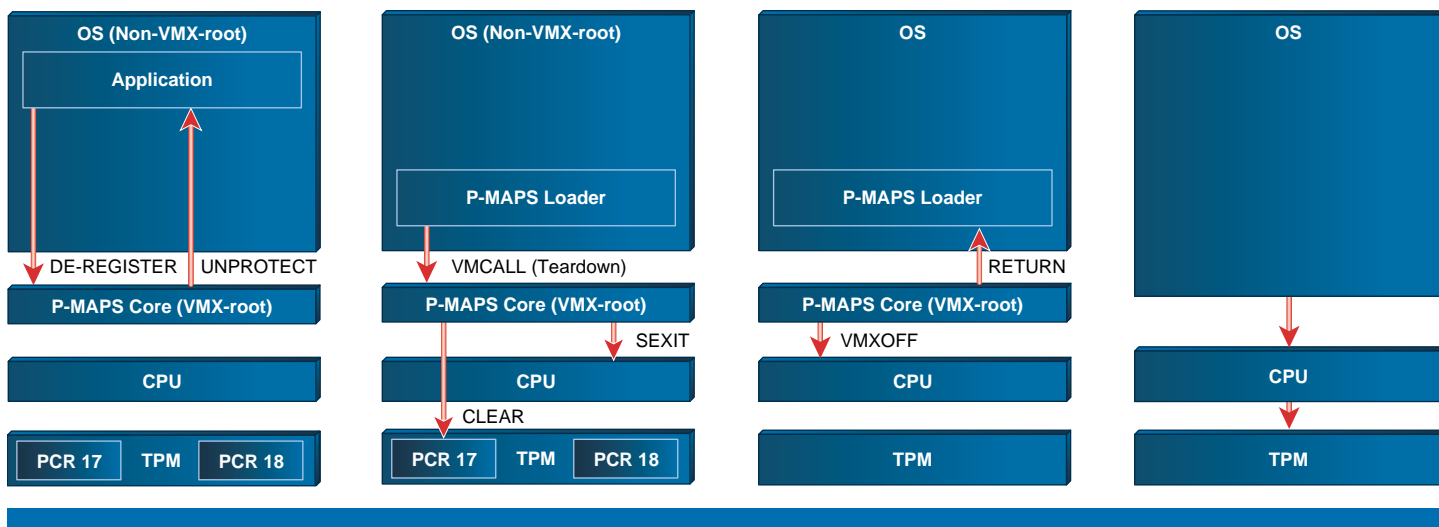 OS (Non-VMX-root)
Application
DE-REGISTER
UNPROTECT
P-MAPS Core (VMX-root)
CPU
PCR 17
TPM
PCR 18
OS (Non-VMX-root)
P-MAPS Loader
VMCALL (Teardown)
P-MAPS Core (VMX-root)
SEXIT
CPU
CLEAR
PCR 17
TPM
PCR 18
OS
P-MAPS Loader
RETURN
P-MAPS Core (VMX-root)
VMXOFF
CPU
TPM
OS
CPU
TPM